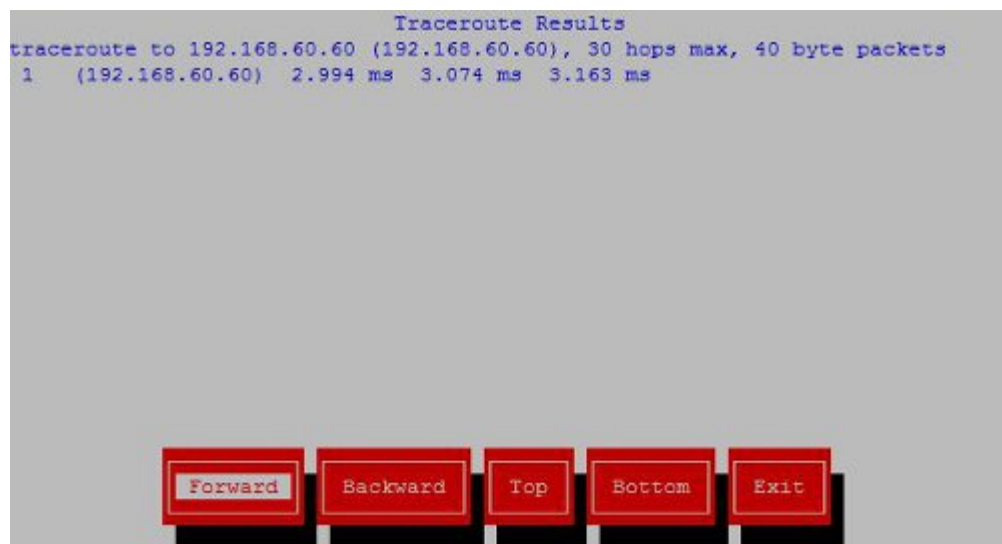 Traceroute Results
traceroute to 192.168.60.60 (192.168.60.60), 30 hops max, 40 byte packets
1 (192.168.60.60) 2.994 ms 3.074 ms 3.163 ms
Forward Backward Top Bottom Exit